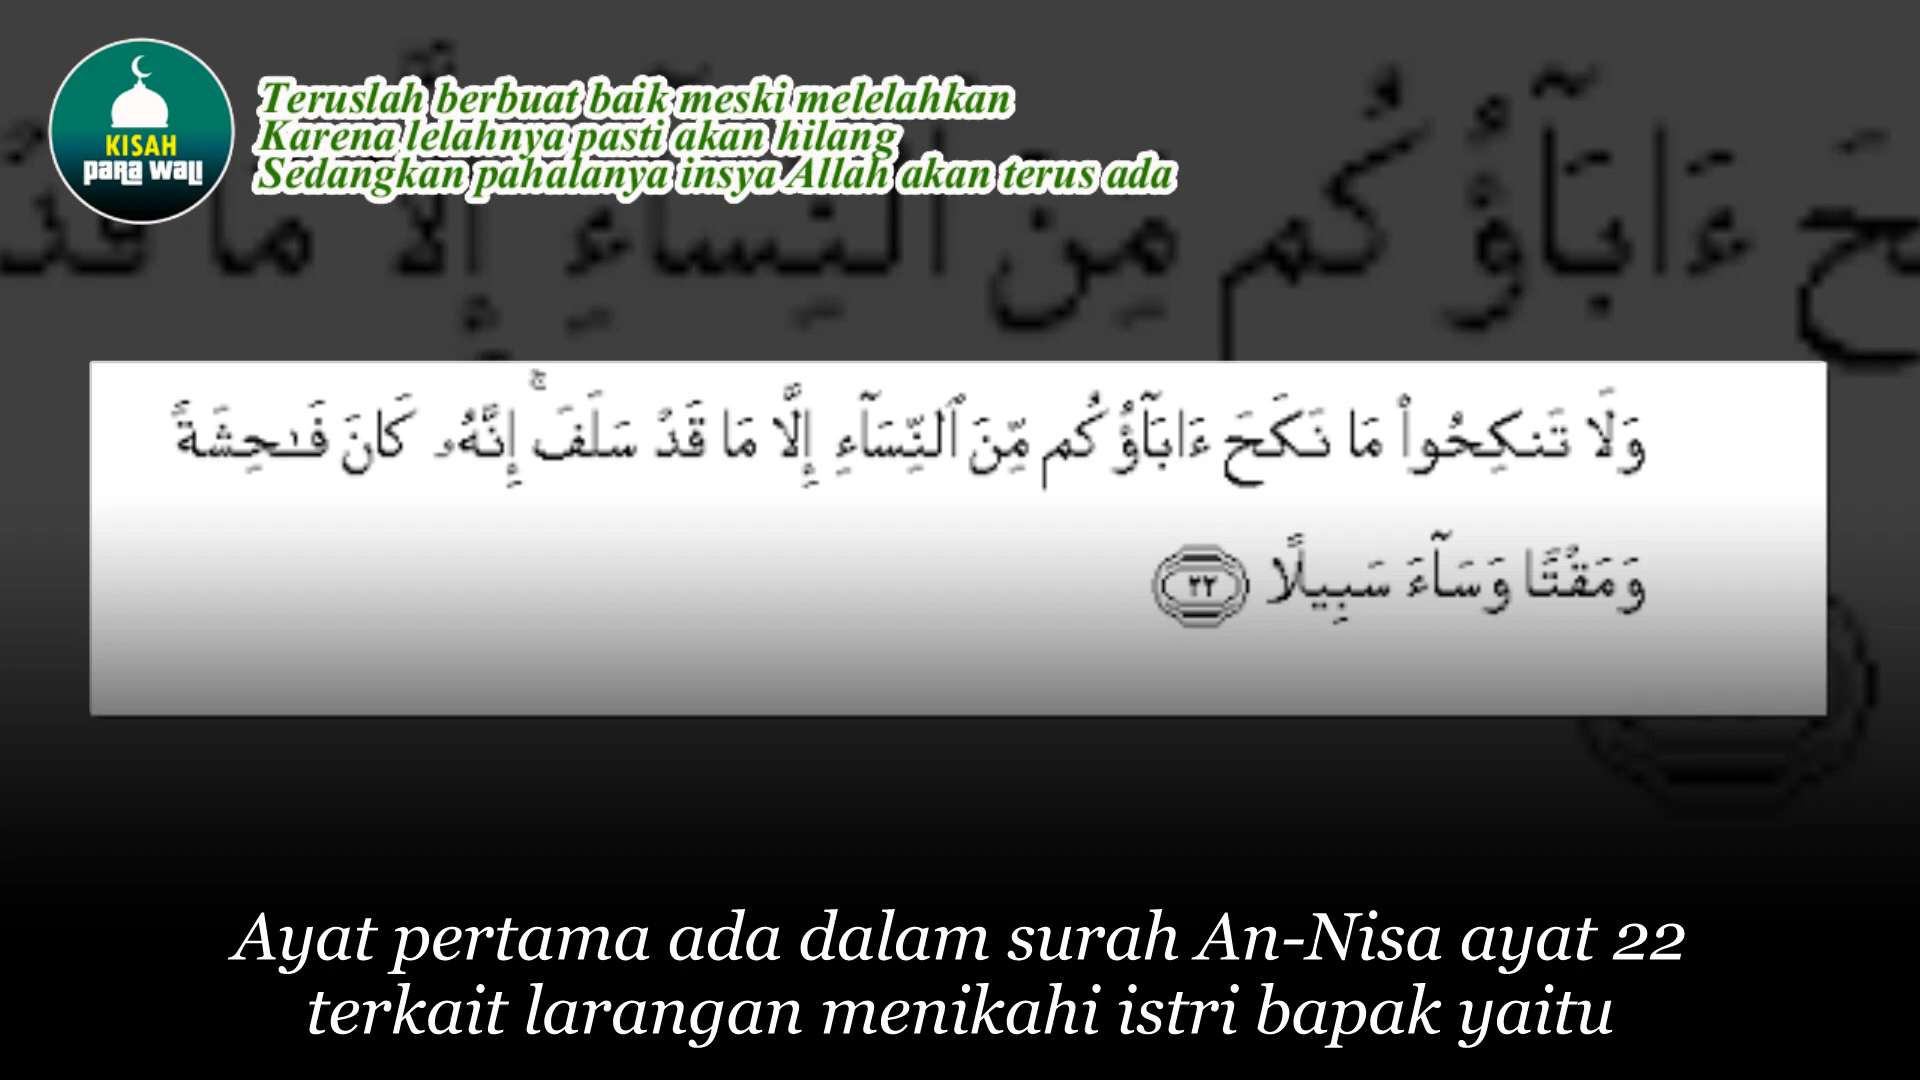 KISAH
PARA WALI
Teruslah berbuat baik meski melelahkan
Karena lelahnya pasti akan hilang
Sedangkan pahalanya insya Allah akan terus ada
وَلَا تَنكِحُوا۟ مَا نَكَحَ ءَابَآؤُكُم مِّنَ ٱلنِّسَآءِ إِلَّا مَا قَدْ سَلَفَ ۚ إِنَّهُۥ كَانَ فَـٰحِشَةً
وَمَقْتًا وَسَآءَ سَبِيلًا ٢٢
Ayat pertama ada dalam surah An-Nisa ayat 22
terkait larangan menikahi istri bapak yaitu